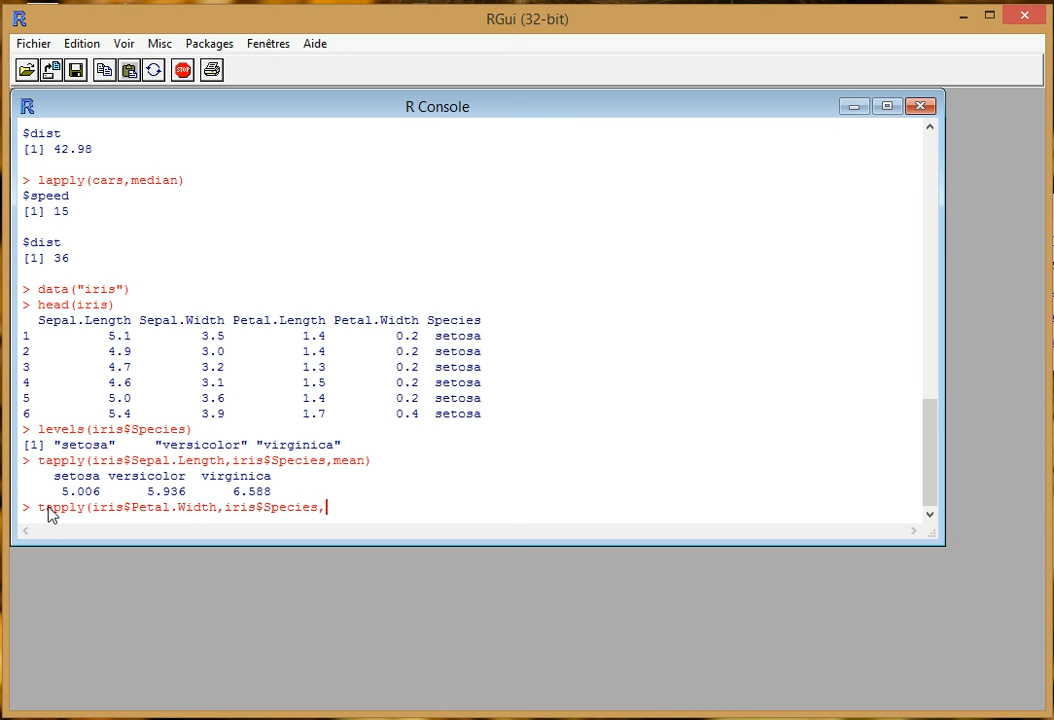 RGui (32-bit)
Fichier Edition Voir Misc Packages Fenêtres Aide
STOP
R Console
$dist
[1] 42.98
> lapply(cars,median)
$speed
[1] 15
$dist
[1] 36
> data("iris")
> head(iris)
  Sepal.Length Sepal.Width Petal.Length Petal.Width Species
1          5.1         3.5          1.4         0.2  setosa
2          4.9         3.0          1.4         0.2  setosa
3          4.7         3.2          1.3         0.2  setosa
4          4.6         3.1          1.5         0.2  setosa
5          5.0         3.6          1.4         0.2  setosa
6          5.4         3.9          1.7         0.4  setosa
> levels(iris$Species)
[1] "setosa"     "versicolor" "virginica"
> tapply(iris$Sepal.Length,iris$Species,mean)
    setosa versicolor  virginica
     5.006      5.936      6.588
> tapply(iris$Petal.Width,iris$Species,